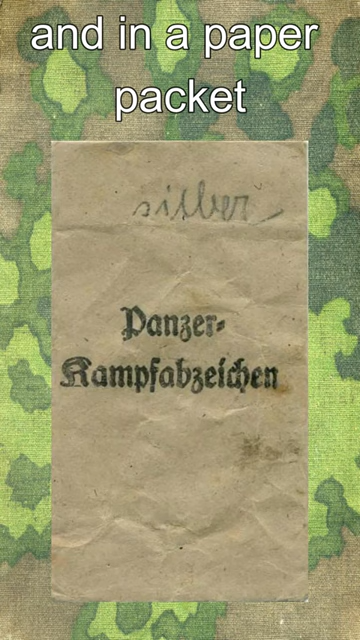 and in a paper
packet
silber
Panzer-
Kampfabzeichen